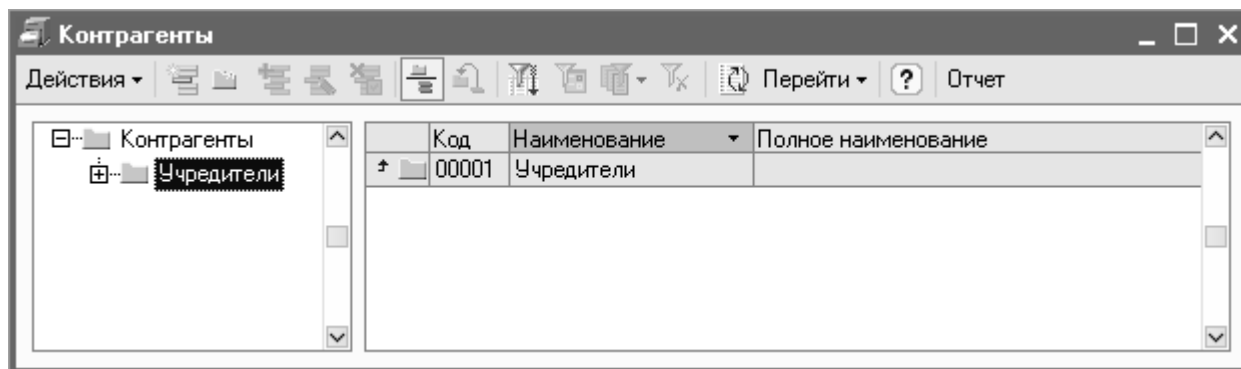 Контрагенты
Действия Перейти ? Отчет
Контрагенты
Учредители
Код Наименование Полное наименование
00001 Учредители